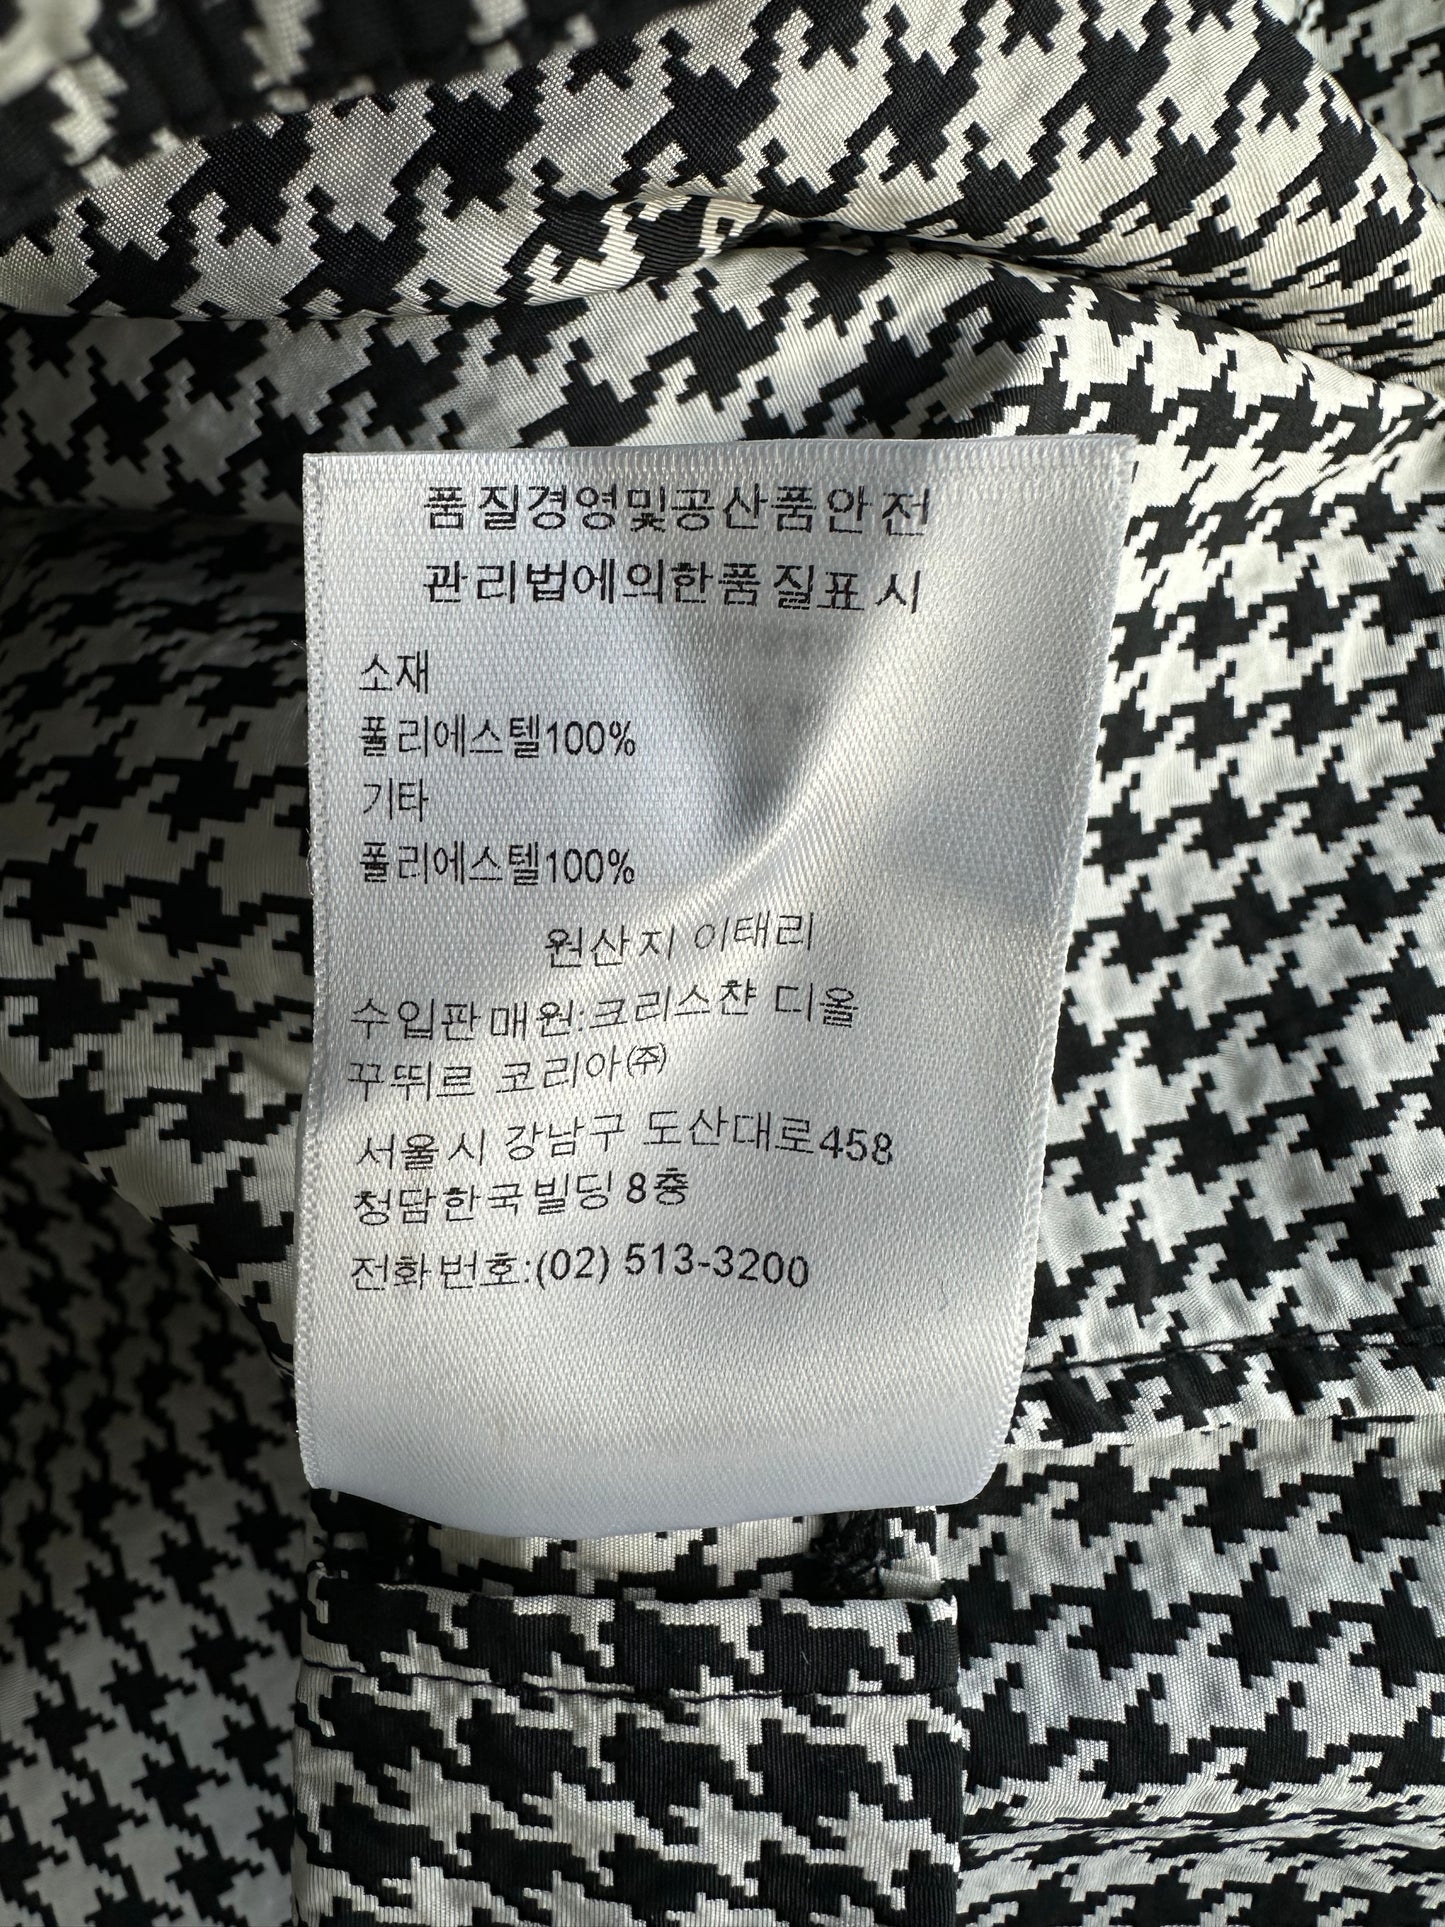 품질경영및공산품안전
관리법에의한품질표시
소재
폴리에스텔100%
기타
폴리에스텔100%
원산지 이태리
수입판매원:크리스챤 디올
꾸뛰르 코리아㈜
서울시 강남구 도산대로458
청담한국빌딩 8층
전화번호:(02) 513-3200